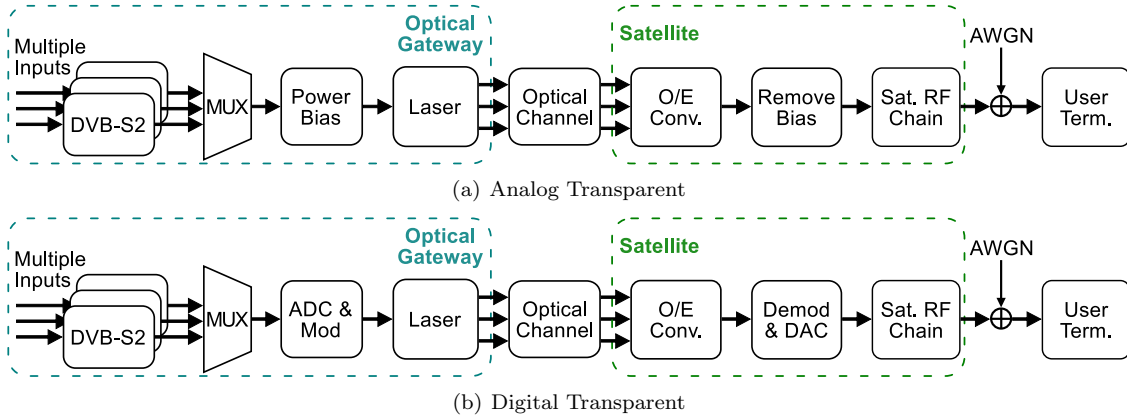 Optical
Gateway
Satellite
AWGN
Multiple
Inputs
DVB-S2
MUX
Power
Bias
Laser
Optical
Channel
O/E
Conv.
Remove
Bias
Sat. RF
Chain
User
Term.
(a) Analog Transparent
Optical
Gateway
Satellite
AWGN
Multiple
Inputs
DVB-S2
MUX
ADC &
Mod
Laser
Optical
Channel
O/E
Conv.
Demod
& DAC
Sat. RF
Chain
User
Term.
(b) Digital Transparent